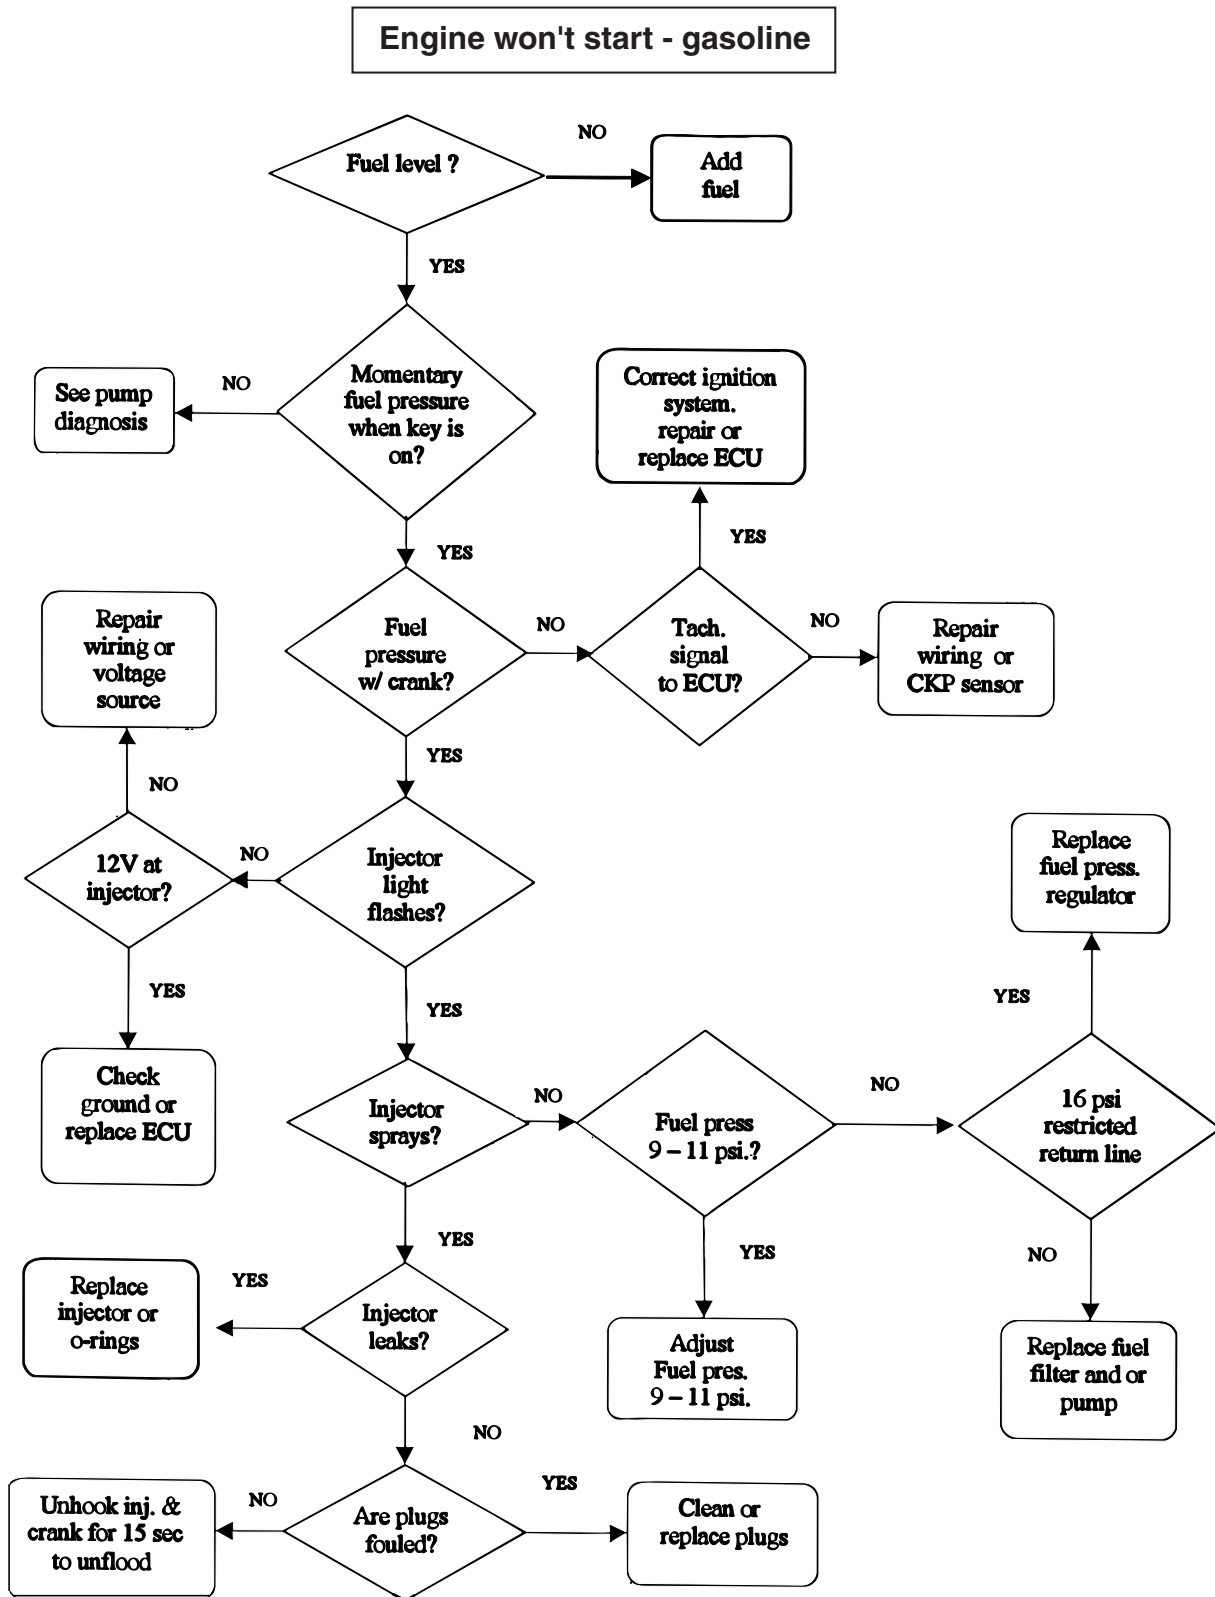 Engine won't start - gasoline
Fuel level ?
NO
Add
fuel
YES
Momentary
fuel pressure
when key is
on?
NO
See pump
diagnosis
YES
Correct ignition
system.
repair or
replace ECU
YES
Fuel
pressure
w/ crank?
NO
Tach.
signal
to ECU?
NO
Repair
wiring or
CKP sensor
Repair
wiring or
voltage
source
NO
YES
12V at
injector?
NO
Injector
light
flashes?
YES
Check
ground or
replace ECU
YES
Injector
sprays?
NO
Fuel press
9 – 11 psi.?
NO
16 psi
restricted
return line
YES
Replace
fuel press.
regulator
YES
Adjust
Fuel pres.
9 – 11 psi.
NO
Replace fuel
filter and or
pump
YES
Injector
leaks?
YES
Replace
injector or
o-rings
NO
Are plugs
fouled?
NO
Unhook inj. &
crank for 15 sec
to unflood
YES
Clean or
replace plugs